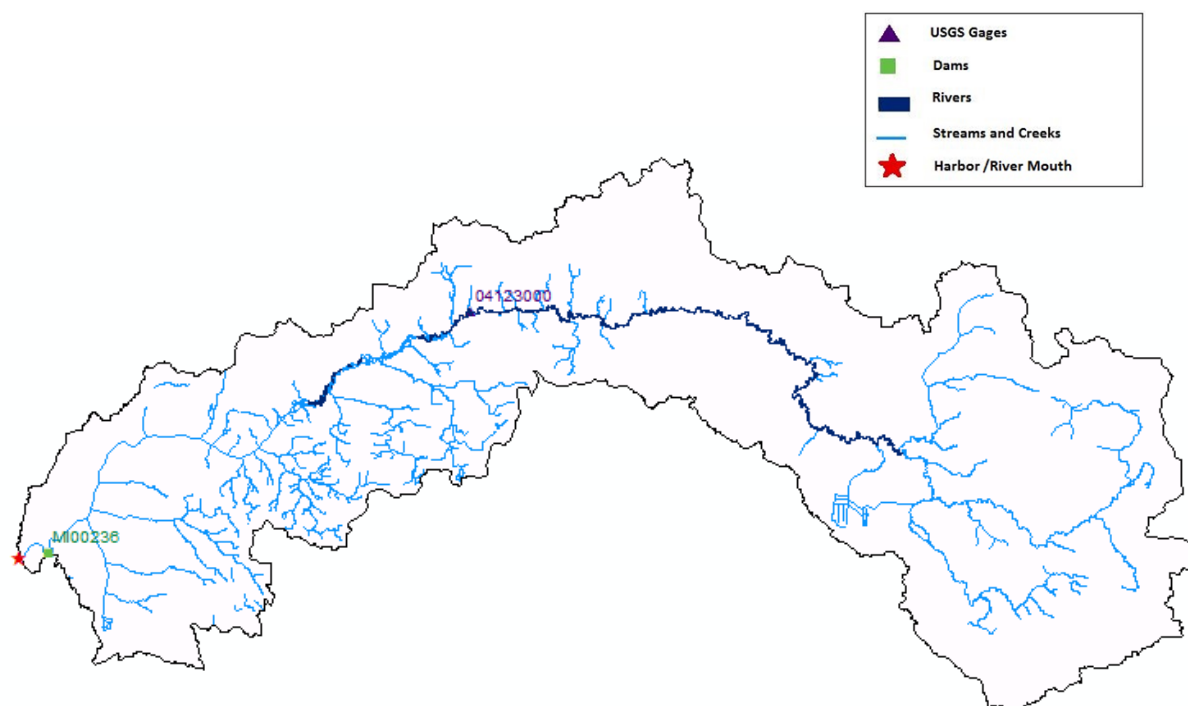 USGS Gages
Dams
Rivers
Streams and Creeks
Harbor /River Mouth
04123000
MI00236